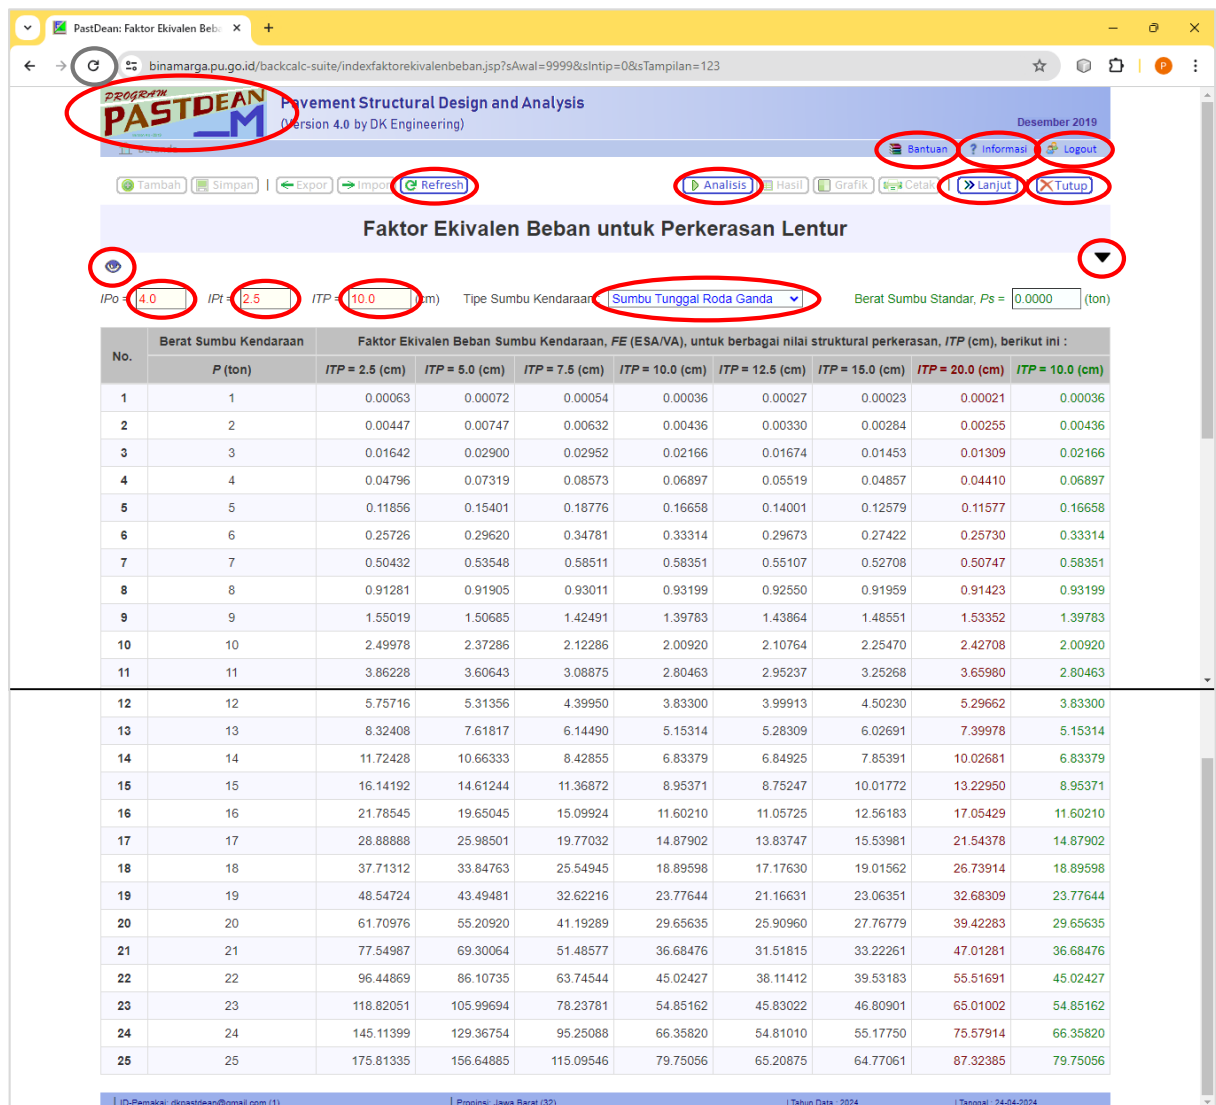 PastDean: Faktor Ekivalen Beb
binamarga.pu.go.id/backcalc-suite/indexfaktorekivalenbeban.jsp?sAwal=9999&sIntip=0&sTampilan=123
P
PROGRAM
PASTDEAN
M
Pavement Structural Design and Analysis
(Version 4.0 by DK Engineering)
Desember 2019
Bantuan ? Informasi Logout
Tambah Simpan | Expor Impor Refresh Analisis Hasil Grafik Cetak | Lanjut Tutup
Faktor Ekivalen Beban untuk Perkerasan Lentur
IPo = 4.0 IPt = 2.5 ITP = 10.0 (cm) Tipe Sumbu Kendaraan: Sumbu Tunggal Roda Ganda Berat Sumbu Standar, Ps = 0.0000 (ton)
No. Berat Sumbu Kendaraan Faktor Ekivalen Beban Sumbu Kendaraan, FE (ESA/VA), untuk berbagai nilai struktural perkerasan, ITP (cm), berikut ini :
P (ton) ITP = 2.5 (cm) ITP = 5.0 (cm) ITP = 7.5 (cm) ITP = 10.0 (cm) ITP = 12.5 (cm) ITP = 15.0 (cm) ITP = 20.0 (cm) ITP = 10.0 (cm)
1 1 0.00063 0.00072 0.00054 0.00036 0.00027 0.00023 0.00021 0.00036
2 2 0.00447 0.00747 0.00632 0.00436 0.00330 0.00284 0.00255 0.00436
3 3 0.01642 0.02900 0.02952 0.02166 0.01674 0.01453 0.01309 0.02166
4 4 0.04796 0.07319 0.08573 0.06897 0.05519 0.04857 0.04410 0.06897
5 5 0.11856 0.15401 0.18776 0.16658 0.14001 0.12579 0.11577 0.16658
6 6 0.25726 0.29620 0.34781 0.33314 0.29673 0.27422 0.25730 0.33314
7 7 0.50432 0.53548 0.58511 0.58351 0.55107 0.52708 0.50747 0.58351
8 8 0.91281 0.91905 0.93011 0.93199 0.92550 0.91959 0.91423 0.93199
9 9 1.55019 1.50685 1.42491 1.39783 1.43864 1.48551 1.53352 1.39783
10 10 2.49978 2.37286 2.12286 2.00920 2.10764 2.25470 2.42708 2.00920
11 11 3.86228 3.60643 3.08875 2.80463 2.95237 3.25268 3.65980 2.80463
12 12 5.75716 5.31356 4.39950 3.83300 3.99913 4.50230 5.29662 3.83300
13 13 8.32408 7.61817 6.14490 5.15314 5.28309 6.02691 7.39978 5.15314
14 14 11.72428 10.66333 8.42855 6.83379 6.84925 7.85391 10.02681 6.83379
15 15 16.14192 14.61244 11.36872 8.95371 8.75247 10.01772 13.22950 8.95371
16 16 21.78545 19.65045 15.09924 11.60210 11.05725 12.56183 17.05429 11.60210
17 17 28.88888 25.98501 19.77032 14.87902 13.83747 15.53981 21.54378 14.87902
18 18 37.71312 33.84763 25.54945 18.89598 17.17630 19.01562 26.73914 18.89598
19 19 48.54724 43.49481 32.62216 23.77644 21.16631 23.06351 32.68309 23.77644
20 20 61.70976 55.20920 41.19289 29.65635 25.90960 27.76779 39.42283 29.65635
21 21 77.54987 69.30064 51.48577 36.68476 31.51815 33.22261 47.01281 36.68476
22 22 96.44869 86.10735 63.74544 45.02427 38.11412 39.53183 55.51691 45.02427
23 23 118.82051 105.99694 78.23781 54.85162 45.83022 46.80901 65.01002 54.85162
24 24 145.11399 129.36754 95.25088 66.35820 54.81010 55.17750 75.57914 66.35820
25 25 175.81335 156.64885 115.09546 79.75056 65.20875 64.77061 87.32385 79.75056
ID-Pemakai: dkpastdean@gmail.com (1) | Propinsi: Jawa Barat (32) | Tahun Data : 2024 | Tanggal : 24-04-2024